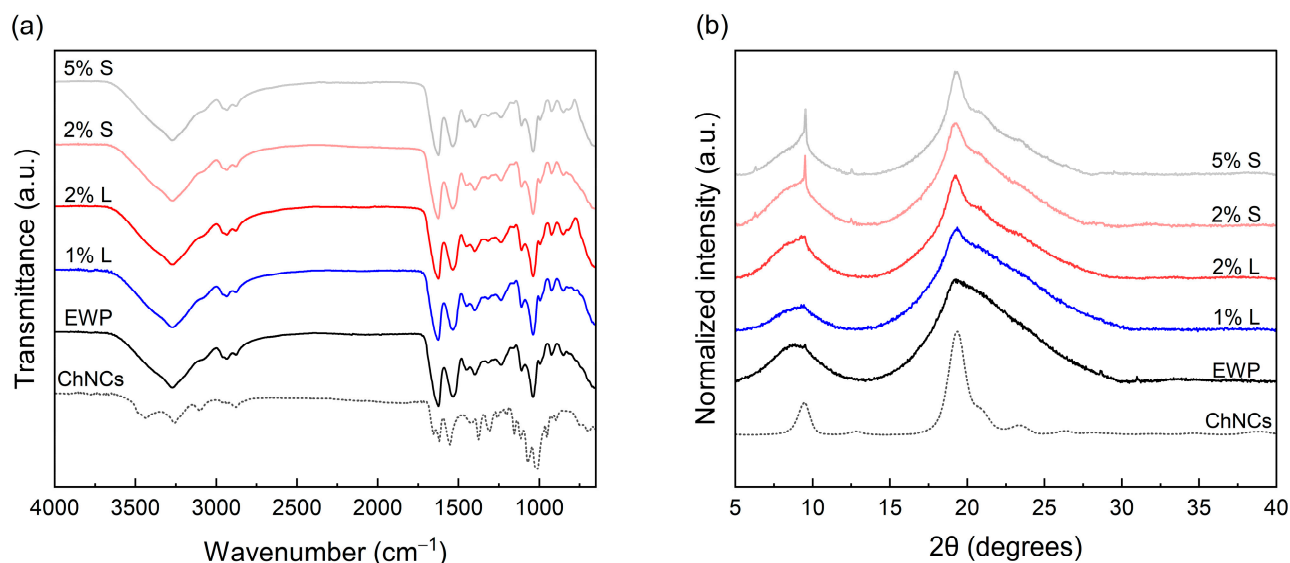 (a)
5% S
2% S
2% L
1% L
EWP
ChNCs
Transmittance (a.u.)
4000 3500 3000 2500 2000 1500 1000
Wavenumber (cm⁻¹)
(b)
5% S
2% S
2% L
1% L
EWP
ChNCs
Normalized intensity (a.u.)
5 10 15 20 25 30 35 40
2θ (degrees)